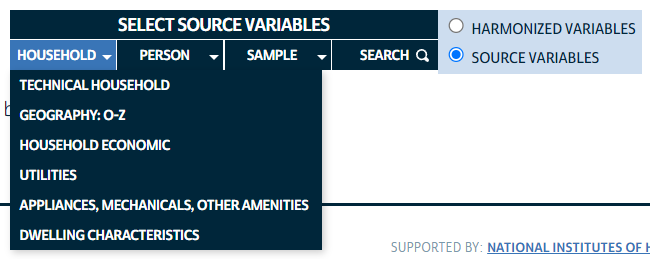 SELECT SOURCE VARIABLES
HARMONIZED VARIABLES
SOURCE VARIABLES
HOUSEHOLD PERSON SAMPLE SEARCH
TECHNICAL HOUSEHOLD
GEOGRAPHY: O-Z
HOUSEHOLD ECONOMIC
UTILITIES
APPLIANCES, MECHANICALS, OTHER AMENITIES
DWELLING CHARACTERISTICS
SUPPORTED BY: NATIONAL INSTITUTES OF